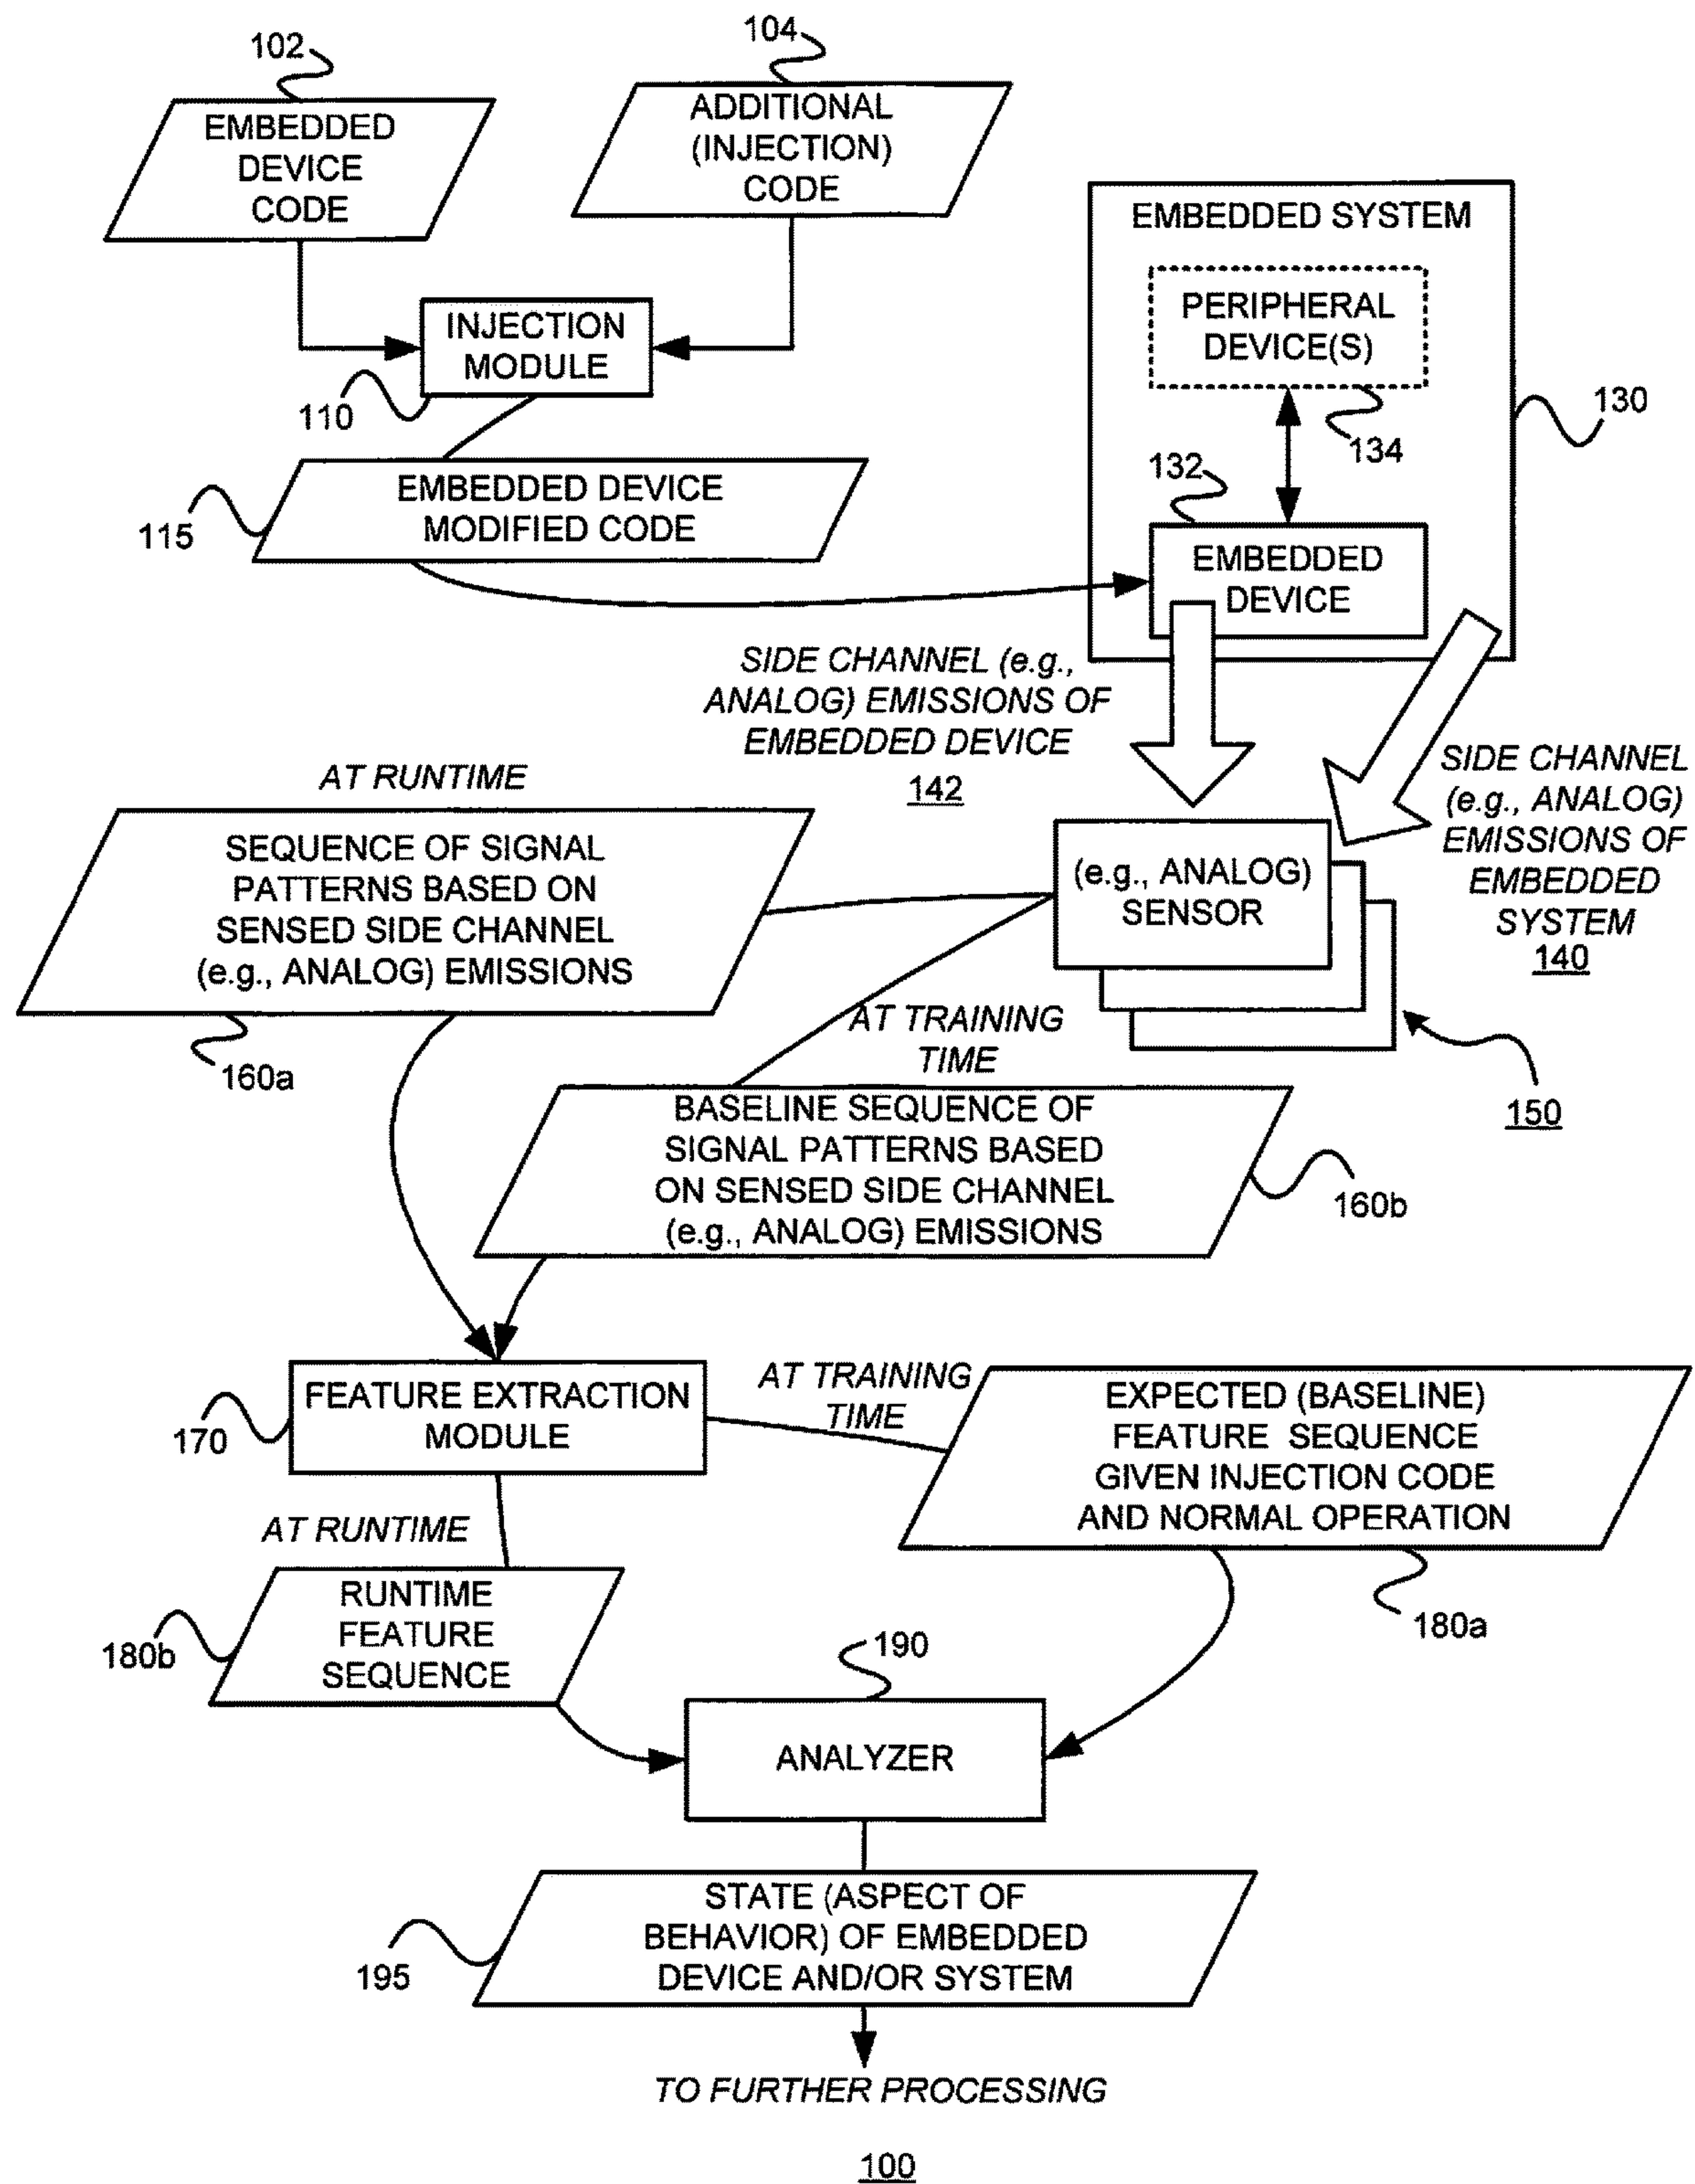 102
104
EMBEDDED
DEVICE
CODE
ADDITIONAL
(INJECTION)
CODE
EMBEDDED SYSTEM
PERIPHERAL
DEVICE(S)
INJECTION
MODULE
110
130
134
132
EMBEDDED DEVICE
MODIFIED CODE
115
EMBEDDED
DEVICE
SIDE CHANNEL (e.g.,
ANALOG) EMISSIONS OF
EMBEDDED DEVICE
142
SIDE CHANNEL
(e.g., ANALOG)
EMISSIONS OF
EMBEDDED
SYSTEM
140
AT RUNTIME
SEQUENCE OF SIGNAL
PATTERNS BASED ON
SENSED SIDE CHANNEL
(e.g., ANALOG) EMISSIONS
160a
(e.g., ANALOG)
SENSOR
150
AT TRAINING
TIME
BASELINE SEQUENCE OF
SIGNAL PATTERNS BASED
ON SENSED SIDE CHANNEL
(e.g., ANALOG) EMISSIONS
160b
FEATURE EXTRACTION
MODULE
170
AT TRAINING
TIME
EXPECTED (BASELINE)
FEATURE SEQUENCE
GIVEN INJECTION CODE
AND NORMAL OPERATION
180a
AT RUNTIME
RUNTIME
FEATURE
SEQUENCE
180b
190
ANALYZER
STATE (ASPECT OF
BEHAVIOR) OF EMBEDDED
DEVICE AND/OR SYSTEM
195
TO FURTHER PROCESSING
100